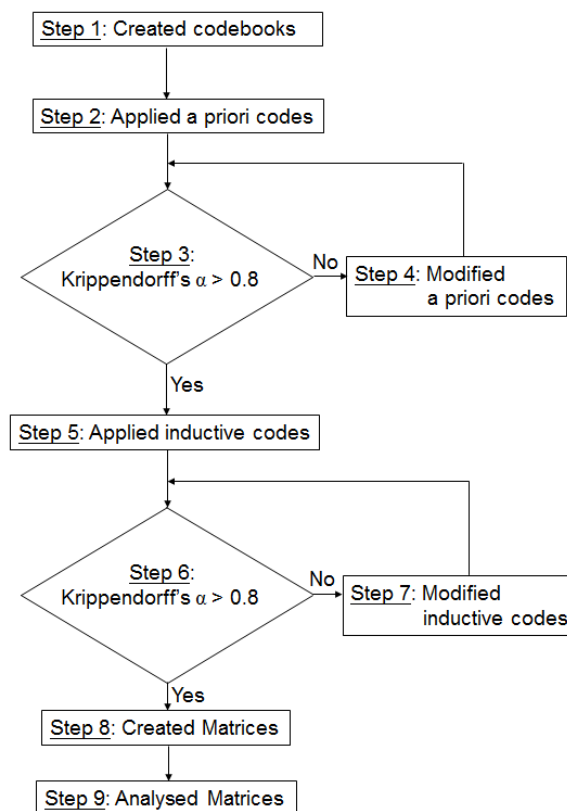 Step 1: Created codebooks
Step 2: Applied a priori codes
Step 3:
Krippendorff's α > 0.8
No
Step 4: Modified
a priori codes
Yes
Step 5: Applied inductive codes
Step 6:
Krippendorff's α > 0.8
No
Step 7: Modified
inductive codes
Yes
Step 8: Created Matrices
Step 9: Analysed Matrices